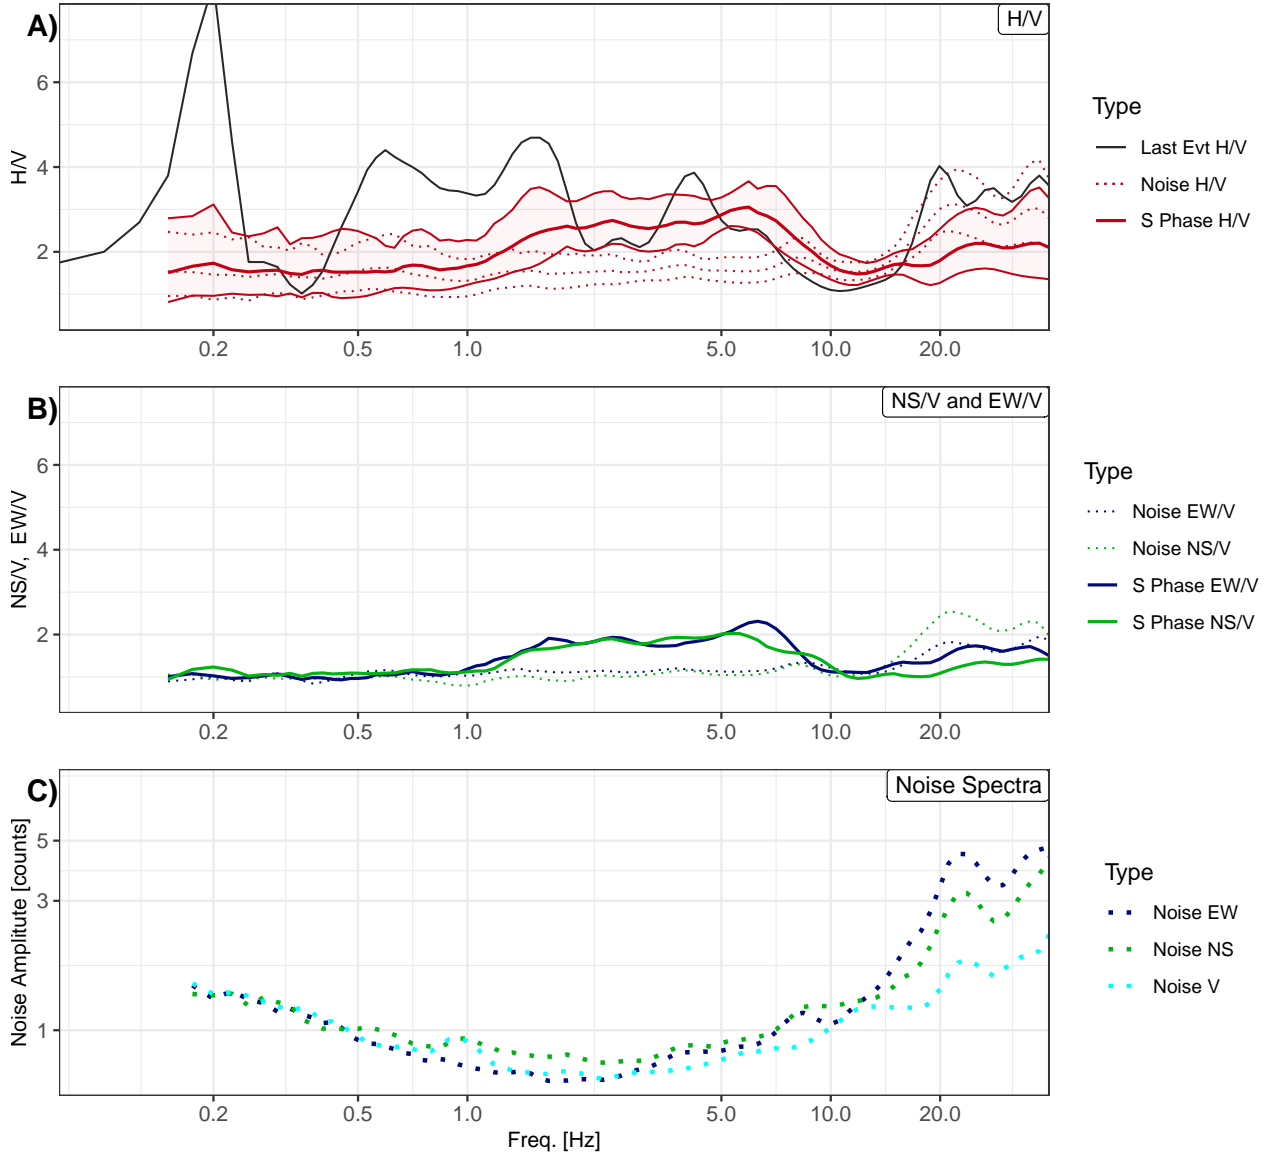 A)
H/V
H/V
6
4
2
0.2
0.5
1.0
5.0
10.0
20.0
Type
Last Evt H/V
Noise H/V
S Phase H/V
B)
NS/V and EW/V
NS/V, EW/V
6
4
2
0.2
0.5
1.0
5.0
10.0
20.0
Type
Noise EW/V
Noise NS/V
S Phase EW/V
S Phase NS/V
C)
Noise Spectra
Noise Amplitude [counts]
5
3
1
0.2
0.5
1.0
5.0
10.0
20.0
Freq. [Hz]
Type
Noise EW
Noise NS
Noise V